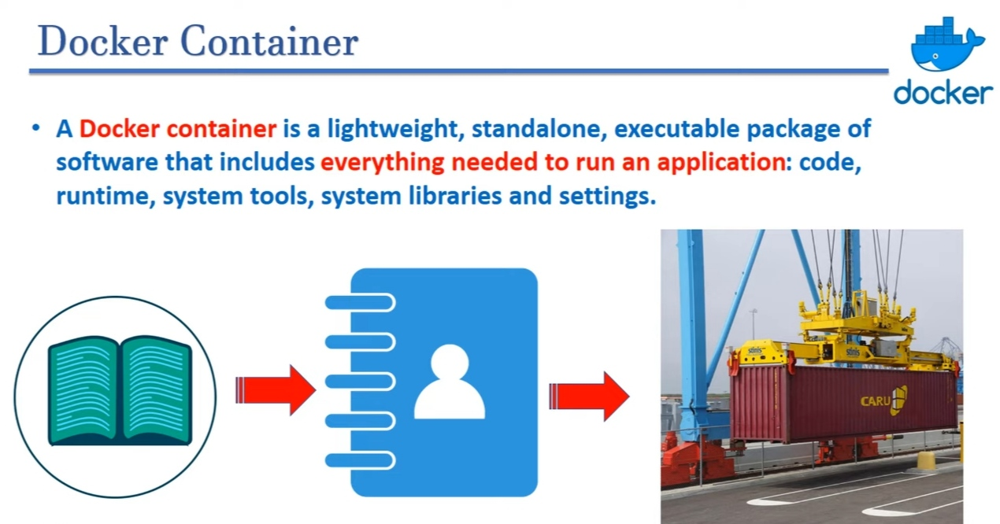 Docker Container
docker
• A Docker container is a lightweight, standalone, executable package of
software that includes everything needed to run an application: code,
runtime, system tools, system libraries and settings.
stinis
stinis
CARU